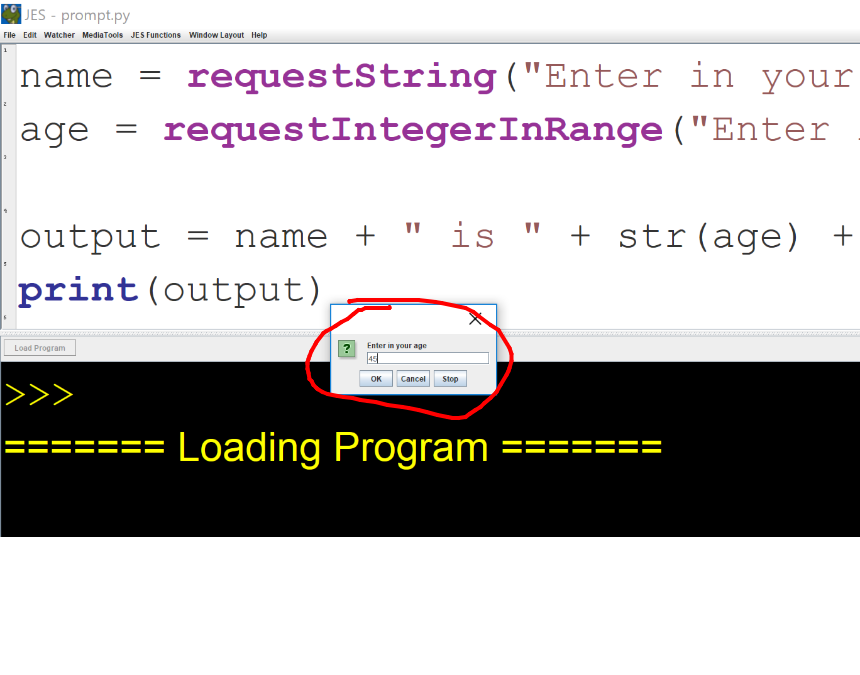 JES - prompt.py
File Edit Watcher MediaTools JES Functions Window Layout Help
1 name = requestString("Enter in your
2 age = requestIntegerInRange("Enter
3
4 output = name + " is " + str(age) +
5 print(output)
6
Load Program
Enter in your age
45
OK Cancel Stop
>>>
======= Loading Program =======